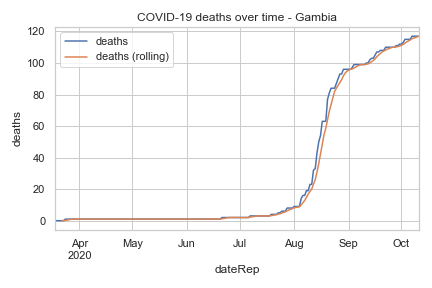 COVID-19 deaths over time - Gambia
deaths
deaths (rolling)
120
100
80
60
40
20
0
deaths
Apr May Jun Jul Aug Sep Oct
2020
dateRep